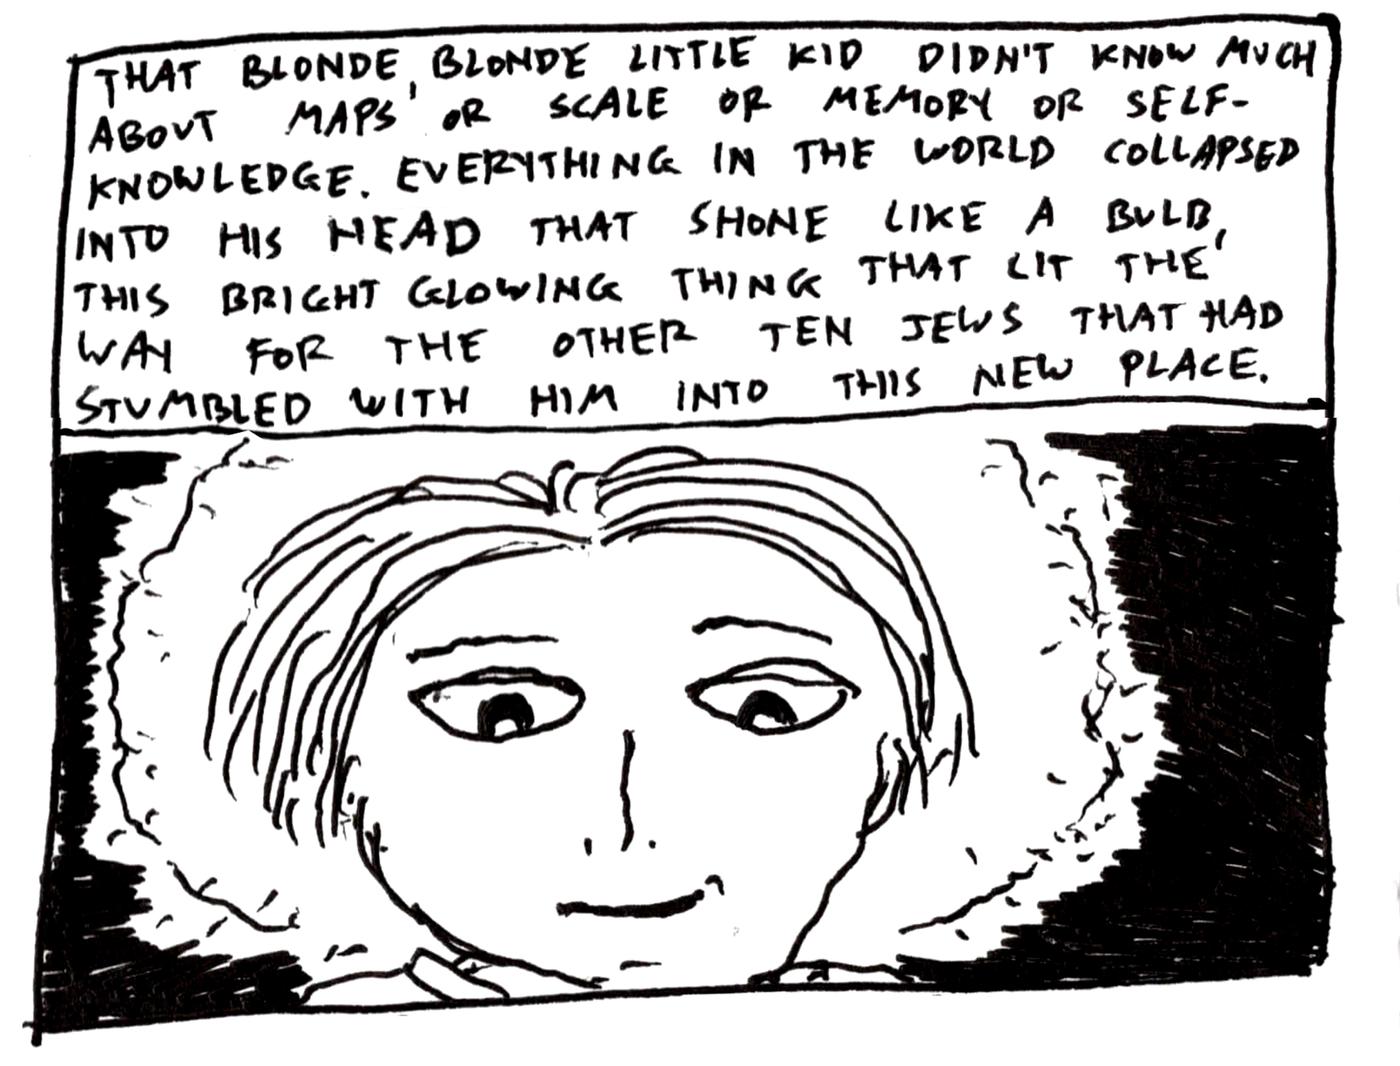 THAT BLONDE, BLONDE LITTLE KID DIDN'T KNOW MUCH
ABOUT MAPS OR SCALE OR MEMORY OR SELF-
KNOWLEDGE. EVERYTHING IN THE WORLD COLLAPSED
INTO HIS HEAD THAT SHONE LIKE A BULB,
THIS BRIGHT GLOWING THING THAT LIT THE
WAY FOR THE OTHER TEN JEWS THAT HAD
STUMBLED WITH HIM INTO THIS NEW PLACE.